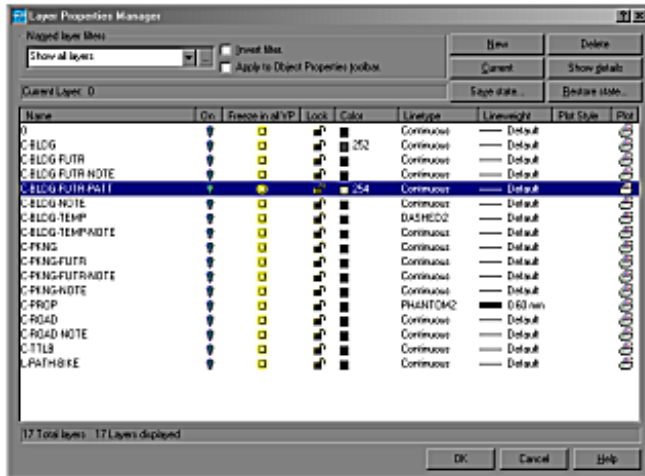 Layer Properties Manager
Named layer filters
Show all layers
...
Invert filter
Apply to Object Properties toolbar
New
Delete
Current
Show details
Save state...
Restore state...
Current Layer: 0
Name On Freeze in all VP Lock Color Linetype Lineweight Plot Style Plot
0 Continuous Default
C-BLDG 252 Continuous Default
C-BLDG-FUTR Continuous Default
C-BLDG-FUTR-NOTE Continuous Default
C-BLDG-FUTR-PATT 254 Continuous Default
C-BLDG-NOTE Continuous Default
C-BLDG-TEMP DASHED2 Default
C-BLDG-TEMP-NOTE Continuous Default
C-PKNG Continuous Default
C-PKNG-FUTR Continuous Default
C-PKNG-FUTR-NOTE Continuous Default
C-PKNG-NOTE Continuous Default
C-PROP PHANTOM2 0.60 mm
C-ROAD Continuous Default
C-ROAD-NOTE Continuous Default
C-TTLB Continuous Default
L-PATH-BIKE Continuous Default
17 Total layers 17 Layers displayed
OK
Cancel
Help